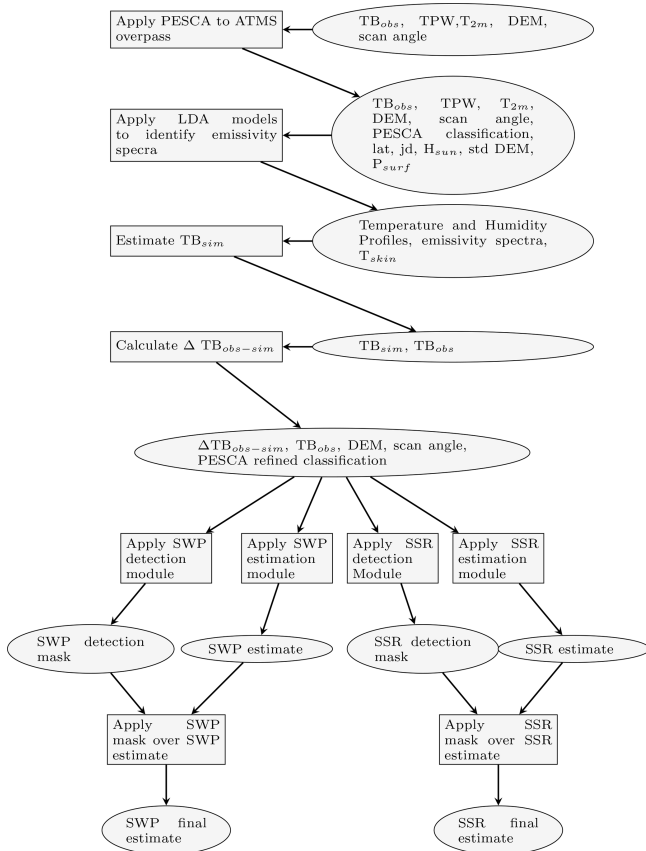 Apply PESCA to ATMS
overpass
TB_obs, TPW,T_2m, DEM,
scan angle
TB_obs, TPW, T_2m,
DEM, scan angle,
PESCA classification,
lat, jd, H_sun, std DEM,
P_surf
Apply LDA models
to identify emissivity
specra
Temperature and Humidity
Profiles, emissivity spectra,
T_skin
Estimate TB_sim
Calculate Δ TB_obs−sim
TB_sim, TB_obs
ΔTB_obs−sim, TB_obs, DEM, scan angle,
PESCA refined classification
Apply SWP
detection
module
Apply SWP
estimation
module
Apply SSR
detection
Module
Apply SSR
estimation
module
SWP detection
mask
SWP estimate
SSR detection
mask
SSR estimate
Apply SWP
mask over SWP
estimate
Apply SSR
mask over SSR
estimate
SWP final
estimate
SSR final
estimate